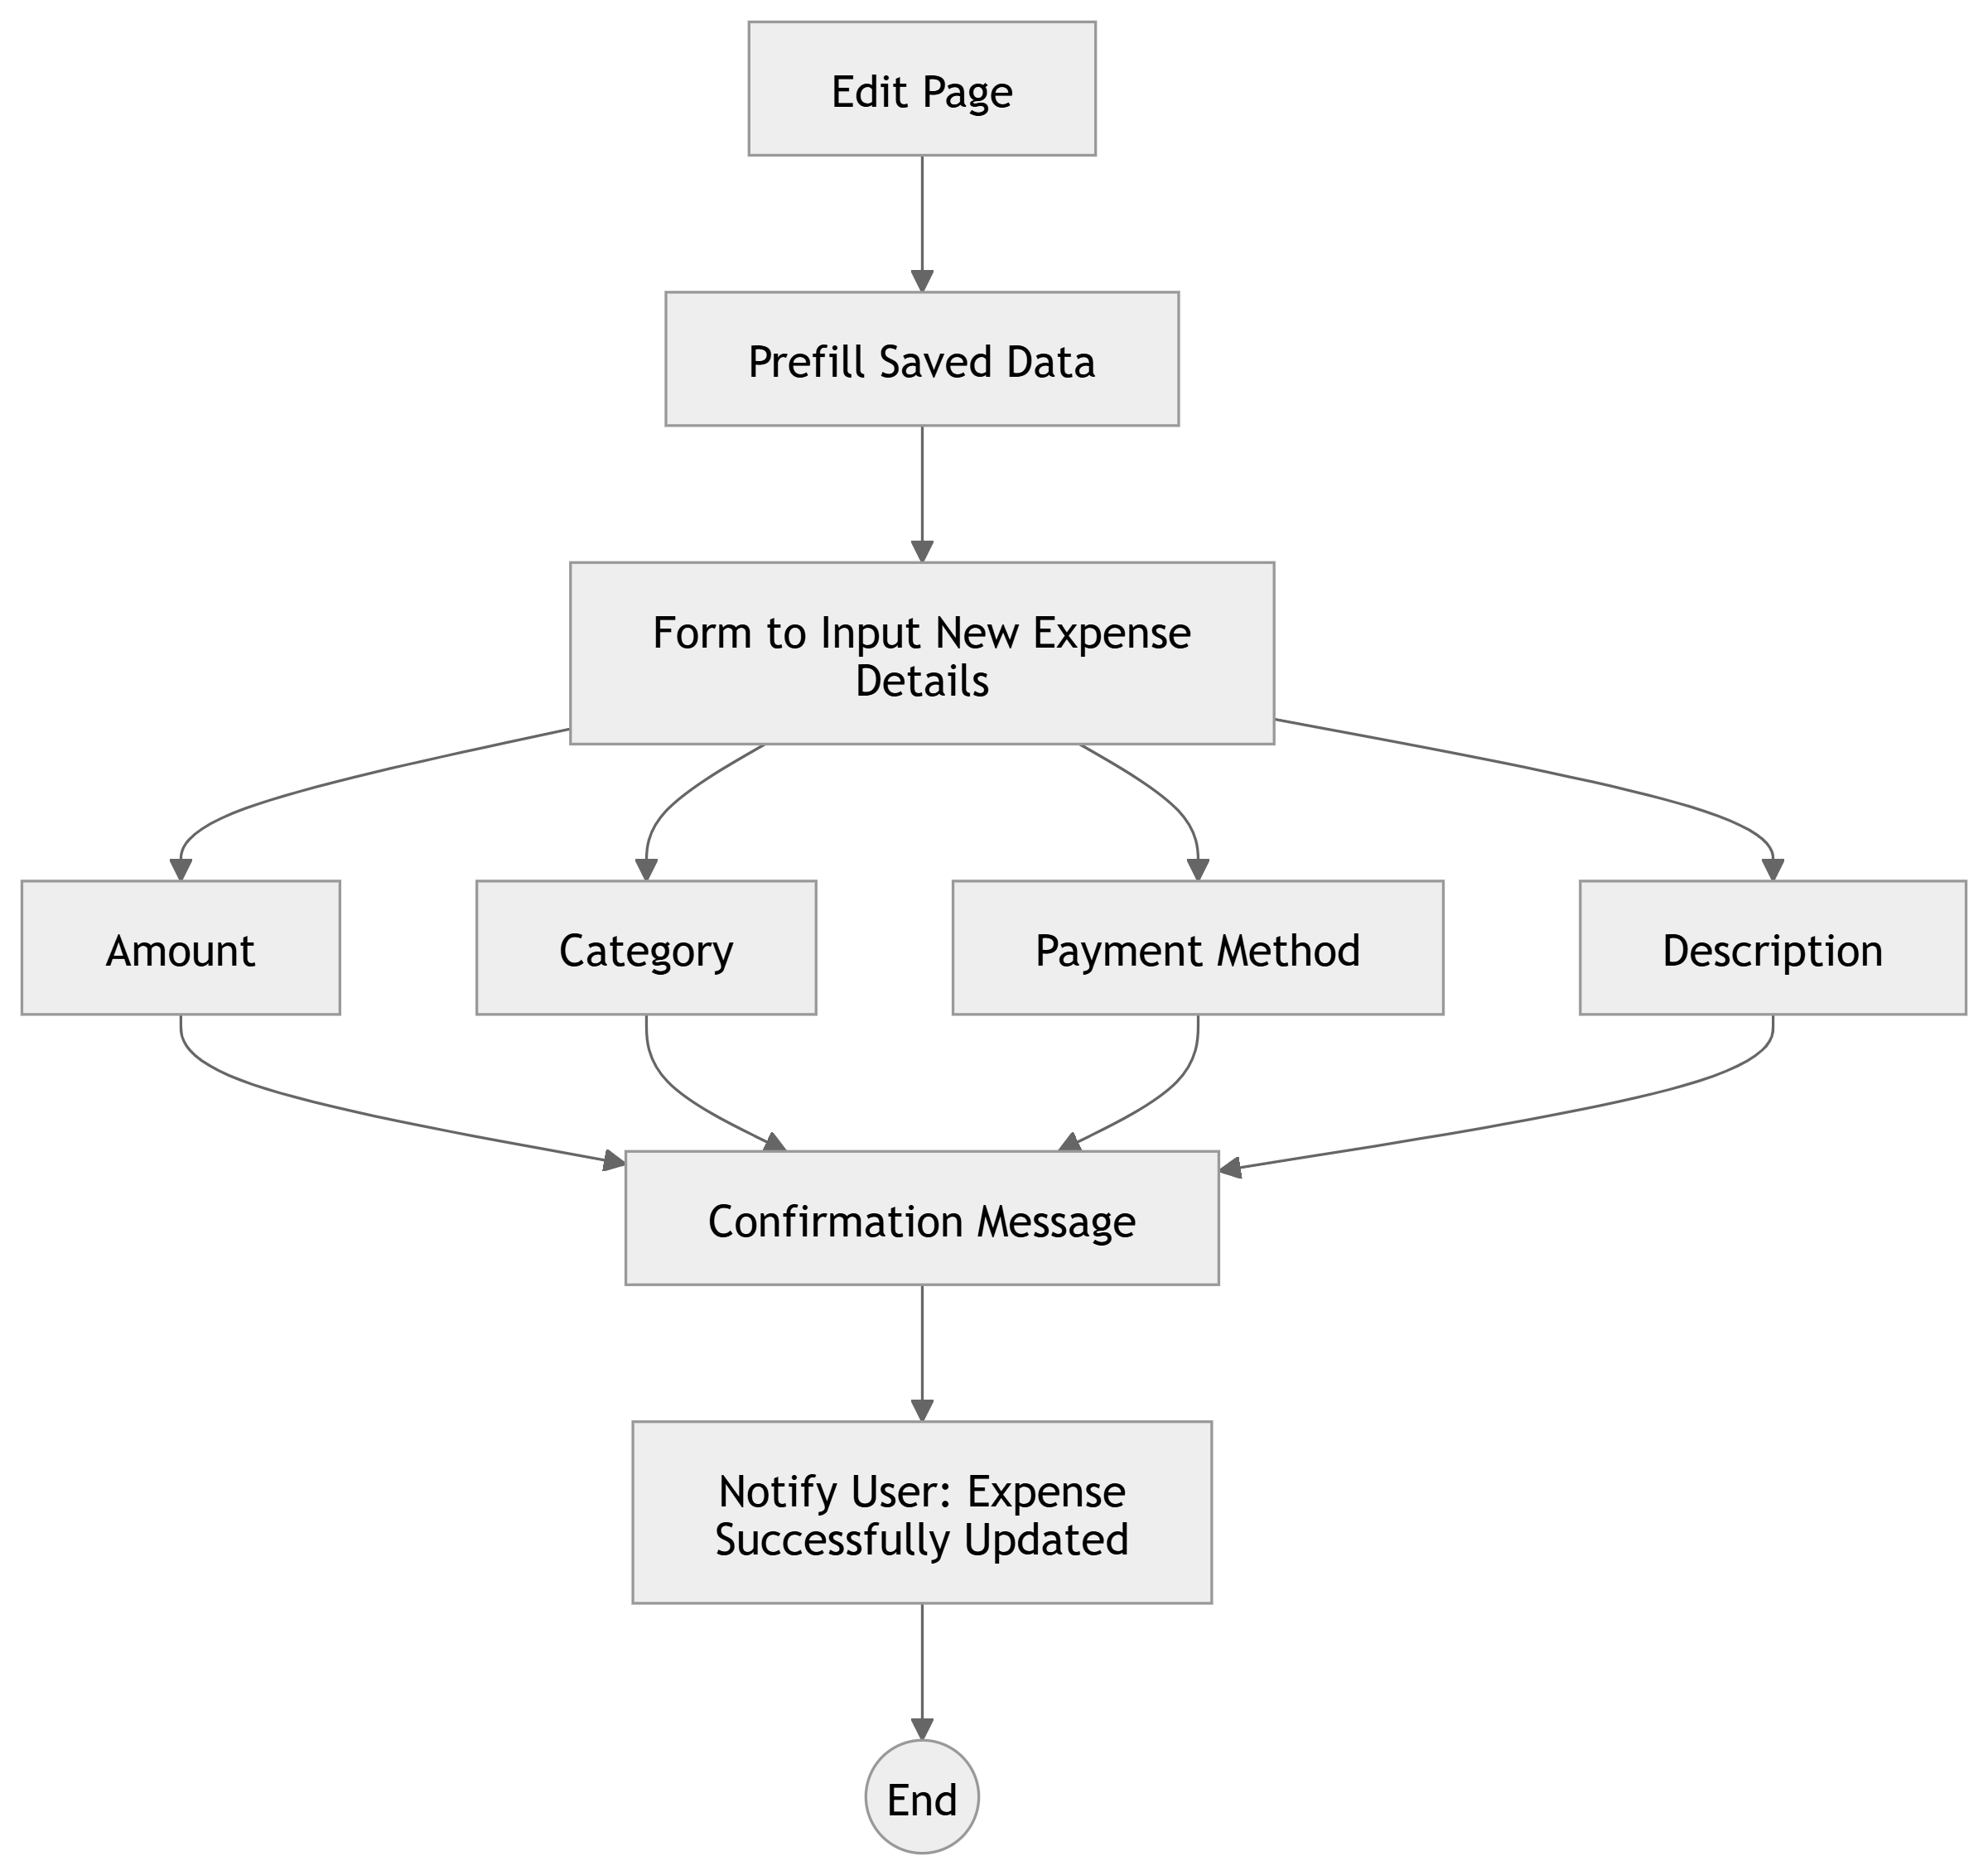 Edit Page
Prefill Saved Data
Form to Input New Expense
Details
Amount
Category
Payment Method
Description
Confirmation Message
Notify User: Expense
Successfully Updated
End